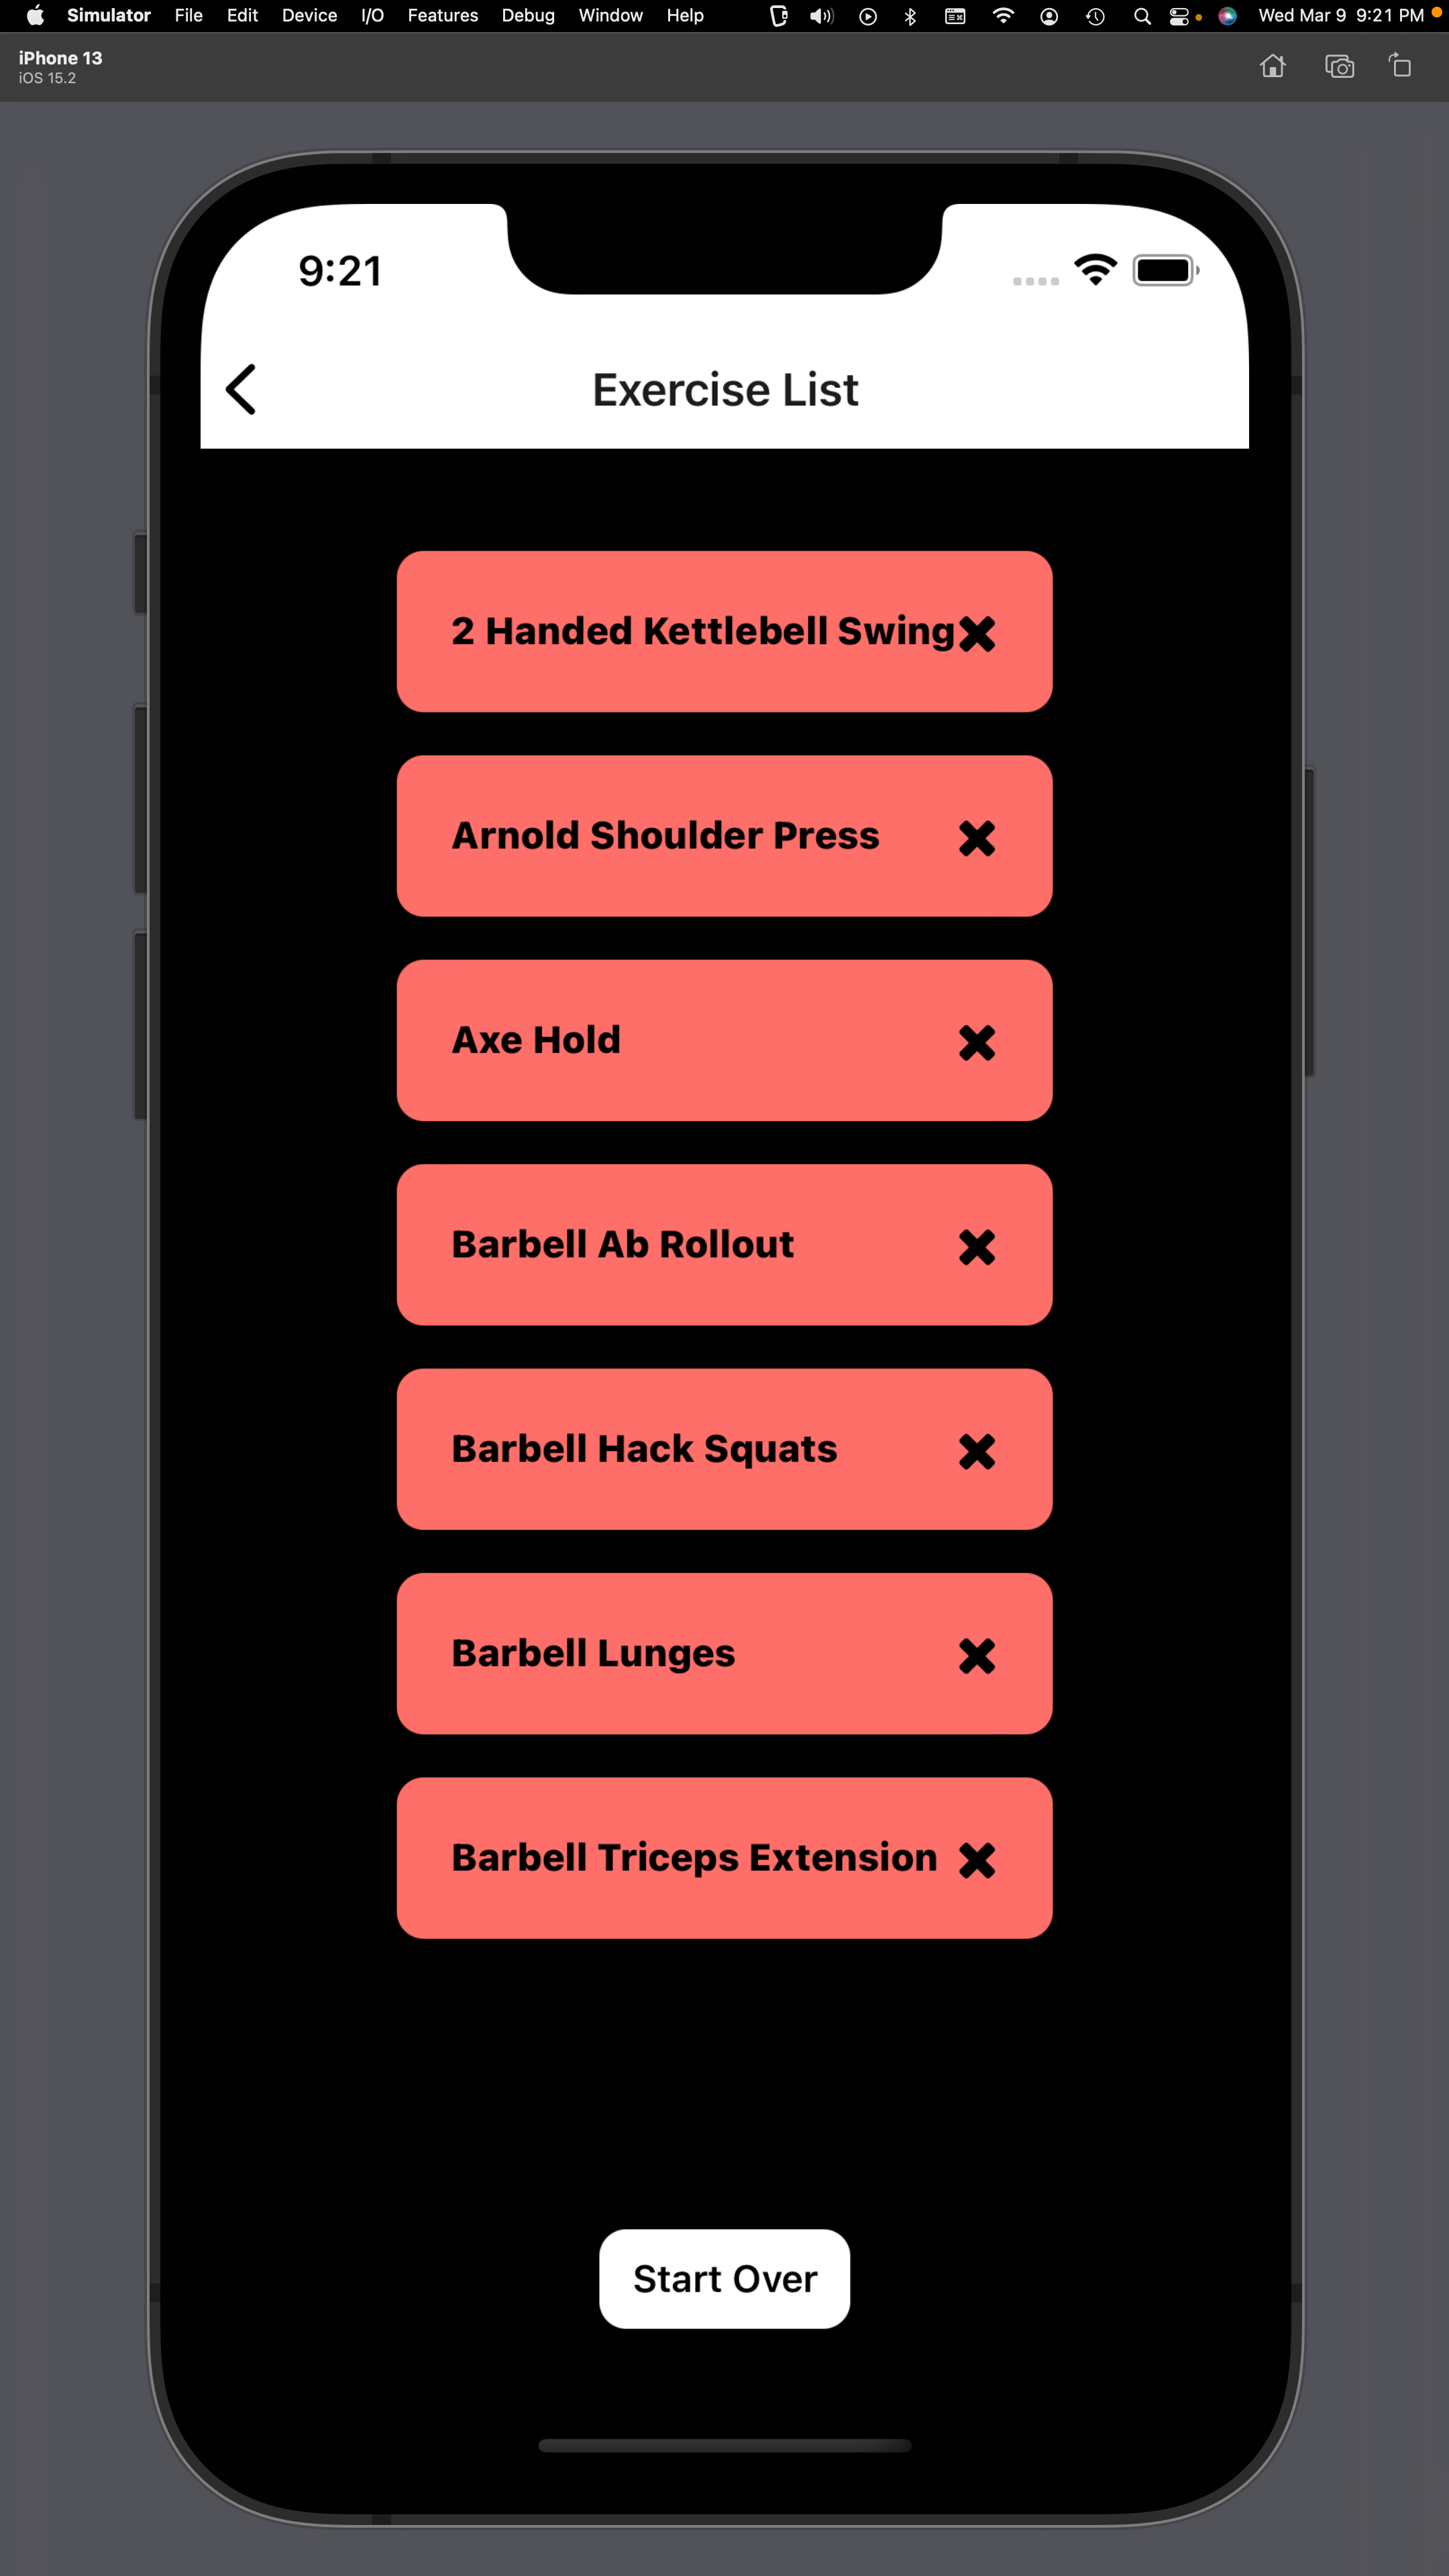 Simulator File Edit Device I/O Features Debug Window Help Wed Mar 9 9:21 PM
iPhone 13
iOS 15.2
9:21
Exercise List
2 Handed Kettlebell Swing
Arnold Shoulder Press
Axe Hold
Barbell Ab Rollout
Barbell Hack Squats
Barbell Lunges
Barbell Triceps Extension
Start Over